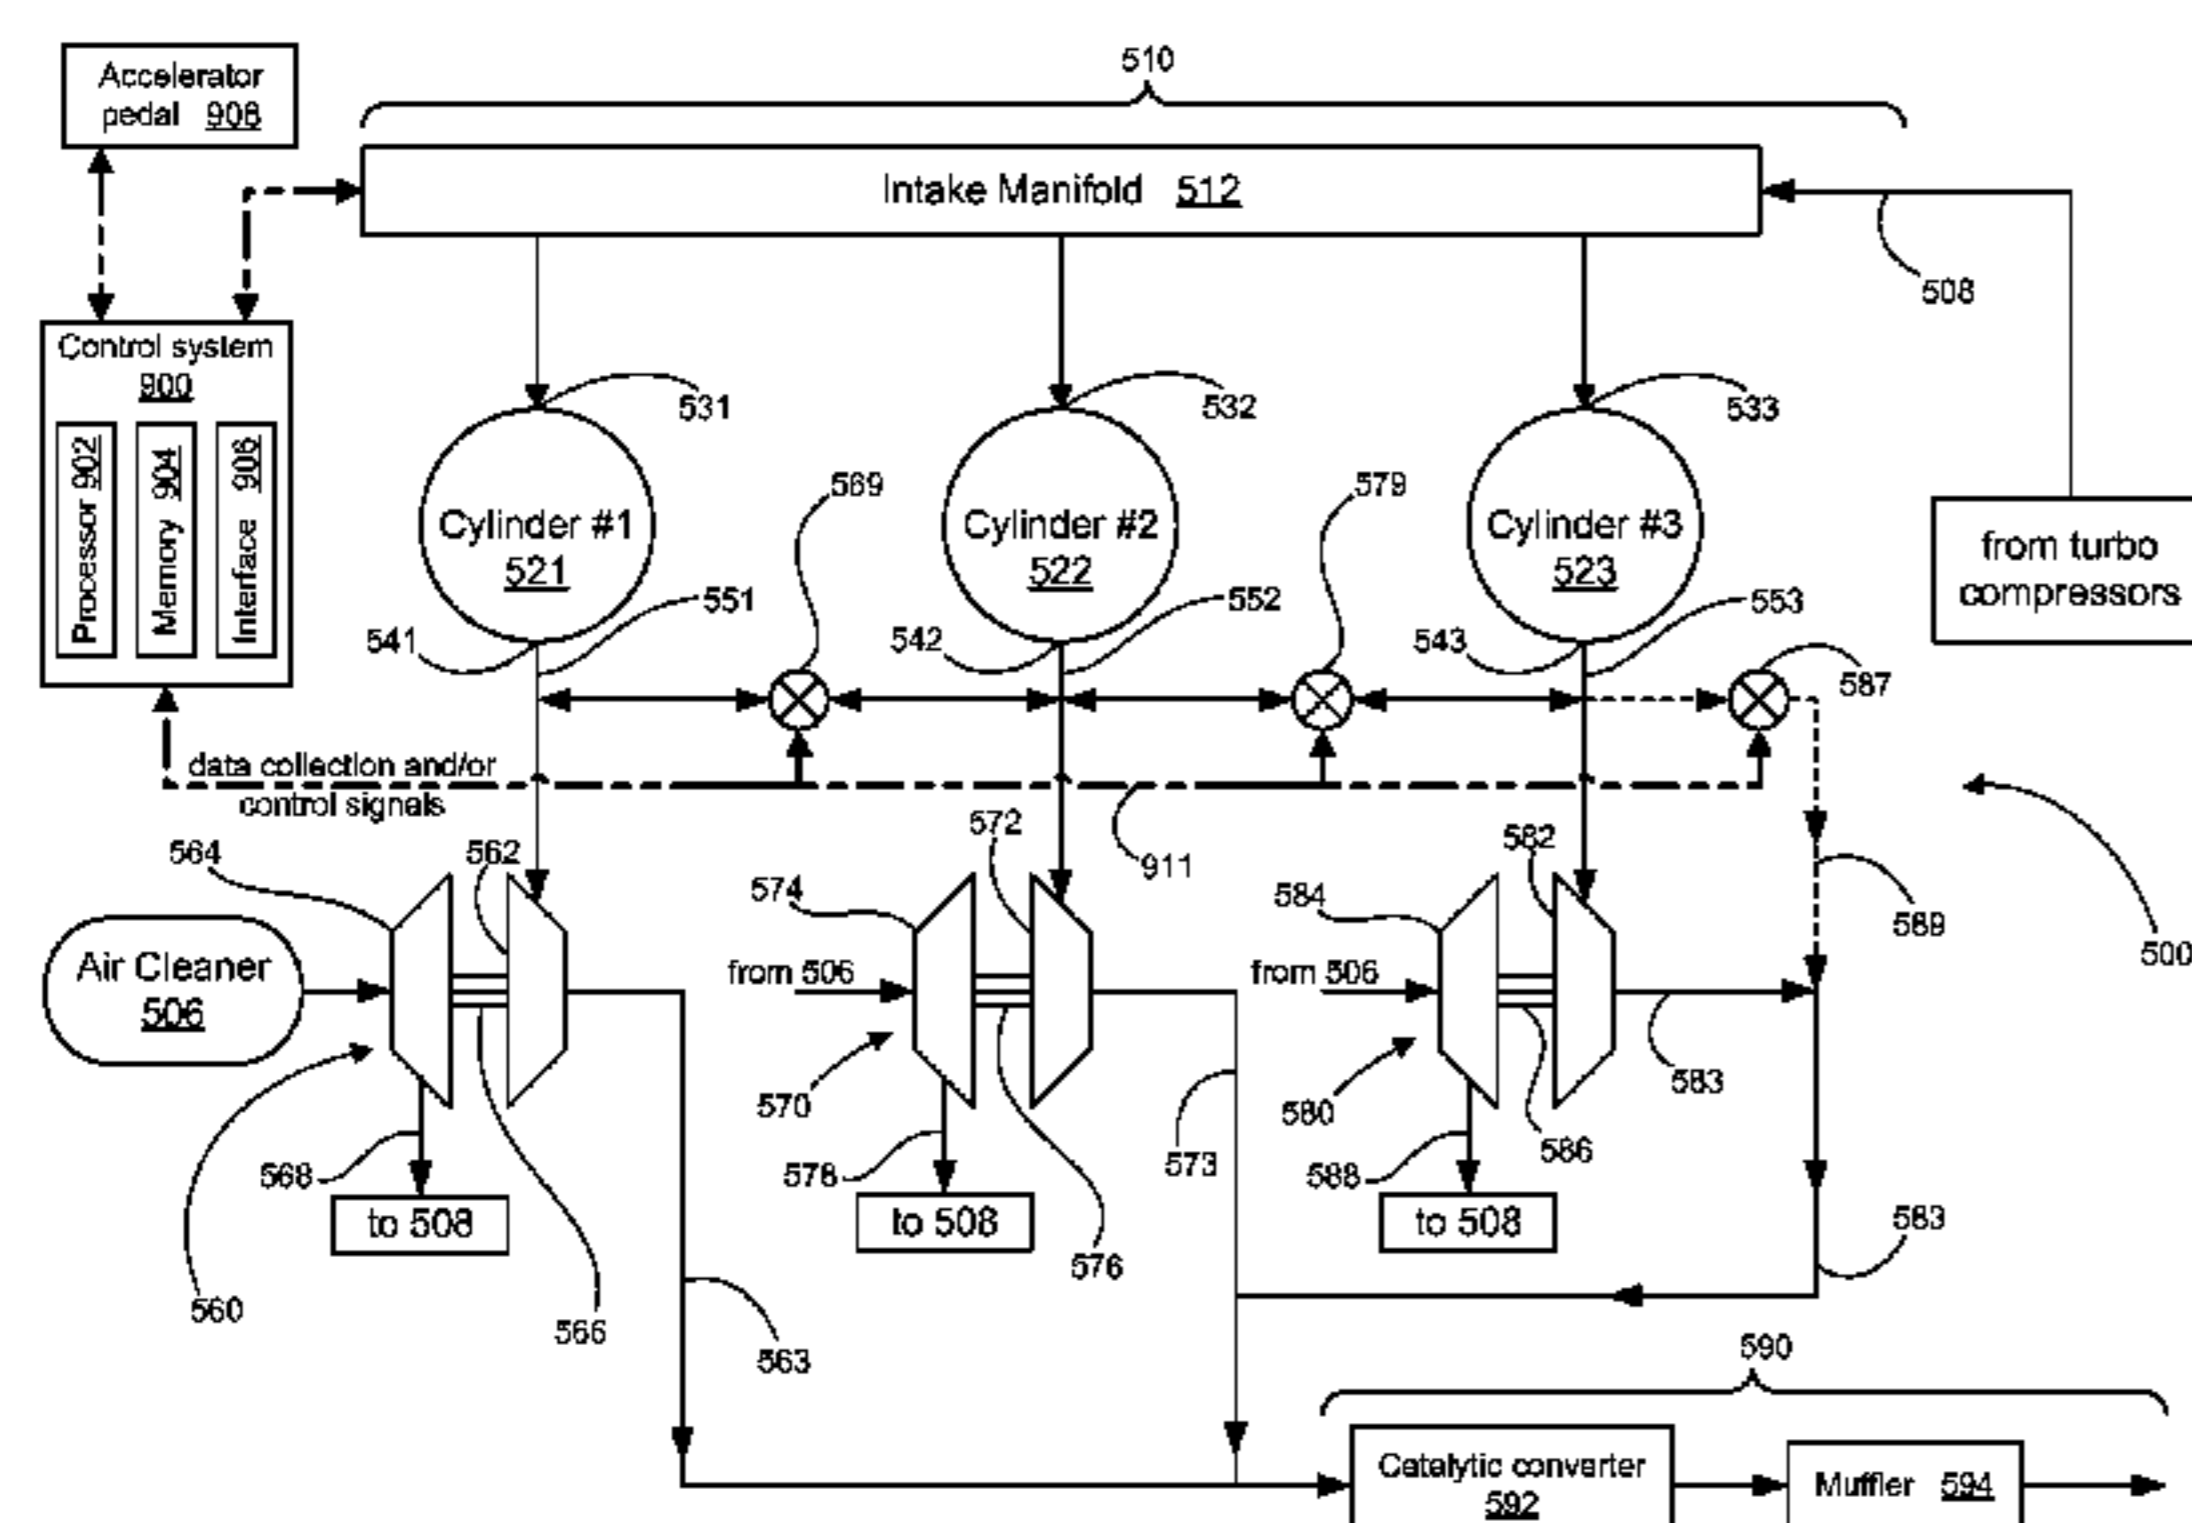 510
Accelerator
pedal 908
Intake Manifold 512
508
Control system
900
Processor 902
Memory 904
Interface 906
531
532
533
569
579
Cylinder #1
521
Cylinder #2
522
Cylinder #3
523
from turbo
compressors
551
552
553
541
542
543
587
data collection and/or
control signals
911
564
562
572
582
574
584
589
500
Air Cleaner
506
from 506
from 506
570
580
583
568
578
573
588
586
to 508
to 508
to 508
576
583
560
566
563
590
Catalytic converter
592
Muffler 594